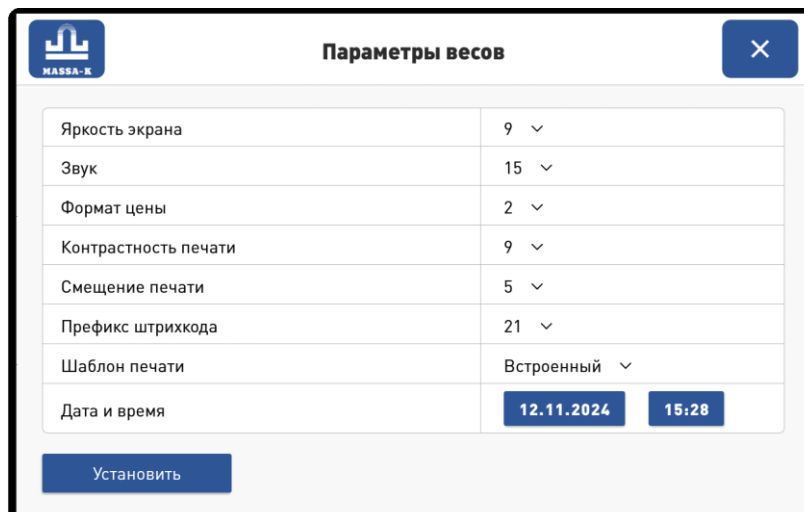 MASSA-K
Параметры весов
Яркость экрана 9
Звук 15
Формат цены 2
Контрастность печати 9
Смещение печати 5
Префикс штрихкода 21
Шаблон печати Встроенный
Дата и время 12.11.2024 15:28
Установить